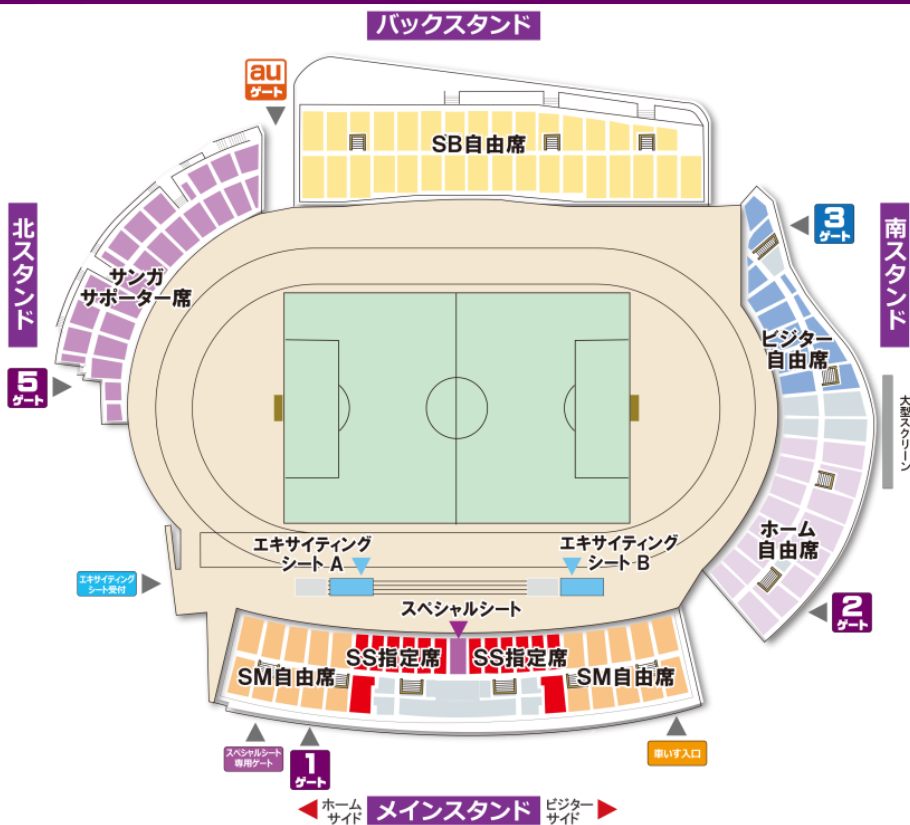 バックスタンド
au
ゲート
SB自由席
北スタンド
サンガ
サポーター席
3
ゲート
南スタンド
ビジター
自由席
5
ゲート
大型スクリーン
ホーム
自由席
エキサイティング
シート A
エキサイティング
シート B
エキサイティング
シート受付
スペシャルシート
2
ゲート
SS指定席
SS指定席
SM自由席
SM自由席
スペシャルシート
専用ゲート
1
ゲート
車いす入口
ホーム
サイド
メインスタンド
ビジター
サイド